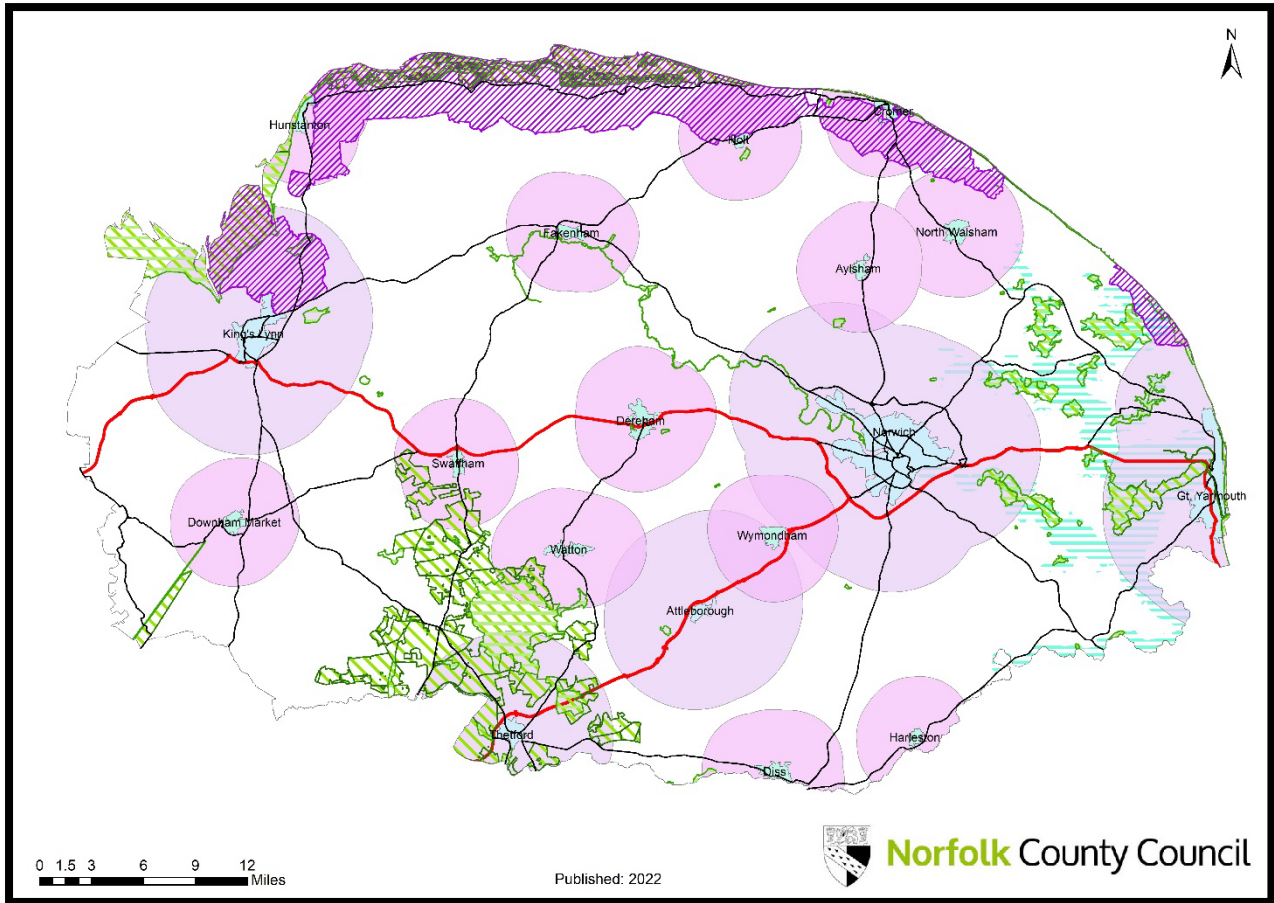 N
Hunstanton
Cromer
Holt
Fakenham
North Walsham
Aylsham
King's Lynn
Dereham
Norwich
Swaffham
Gt. Yarmouth
Downham Market
Wymondham
Watton
Attleborough
Thetford
Harleston
Diss
0 1.5 3 6 9 12
Miles
Published: 2022
Norfolk County Council